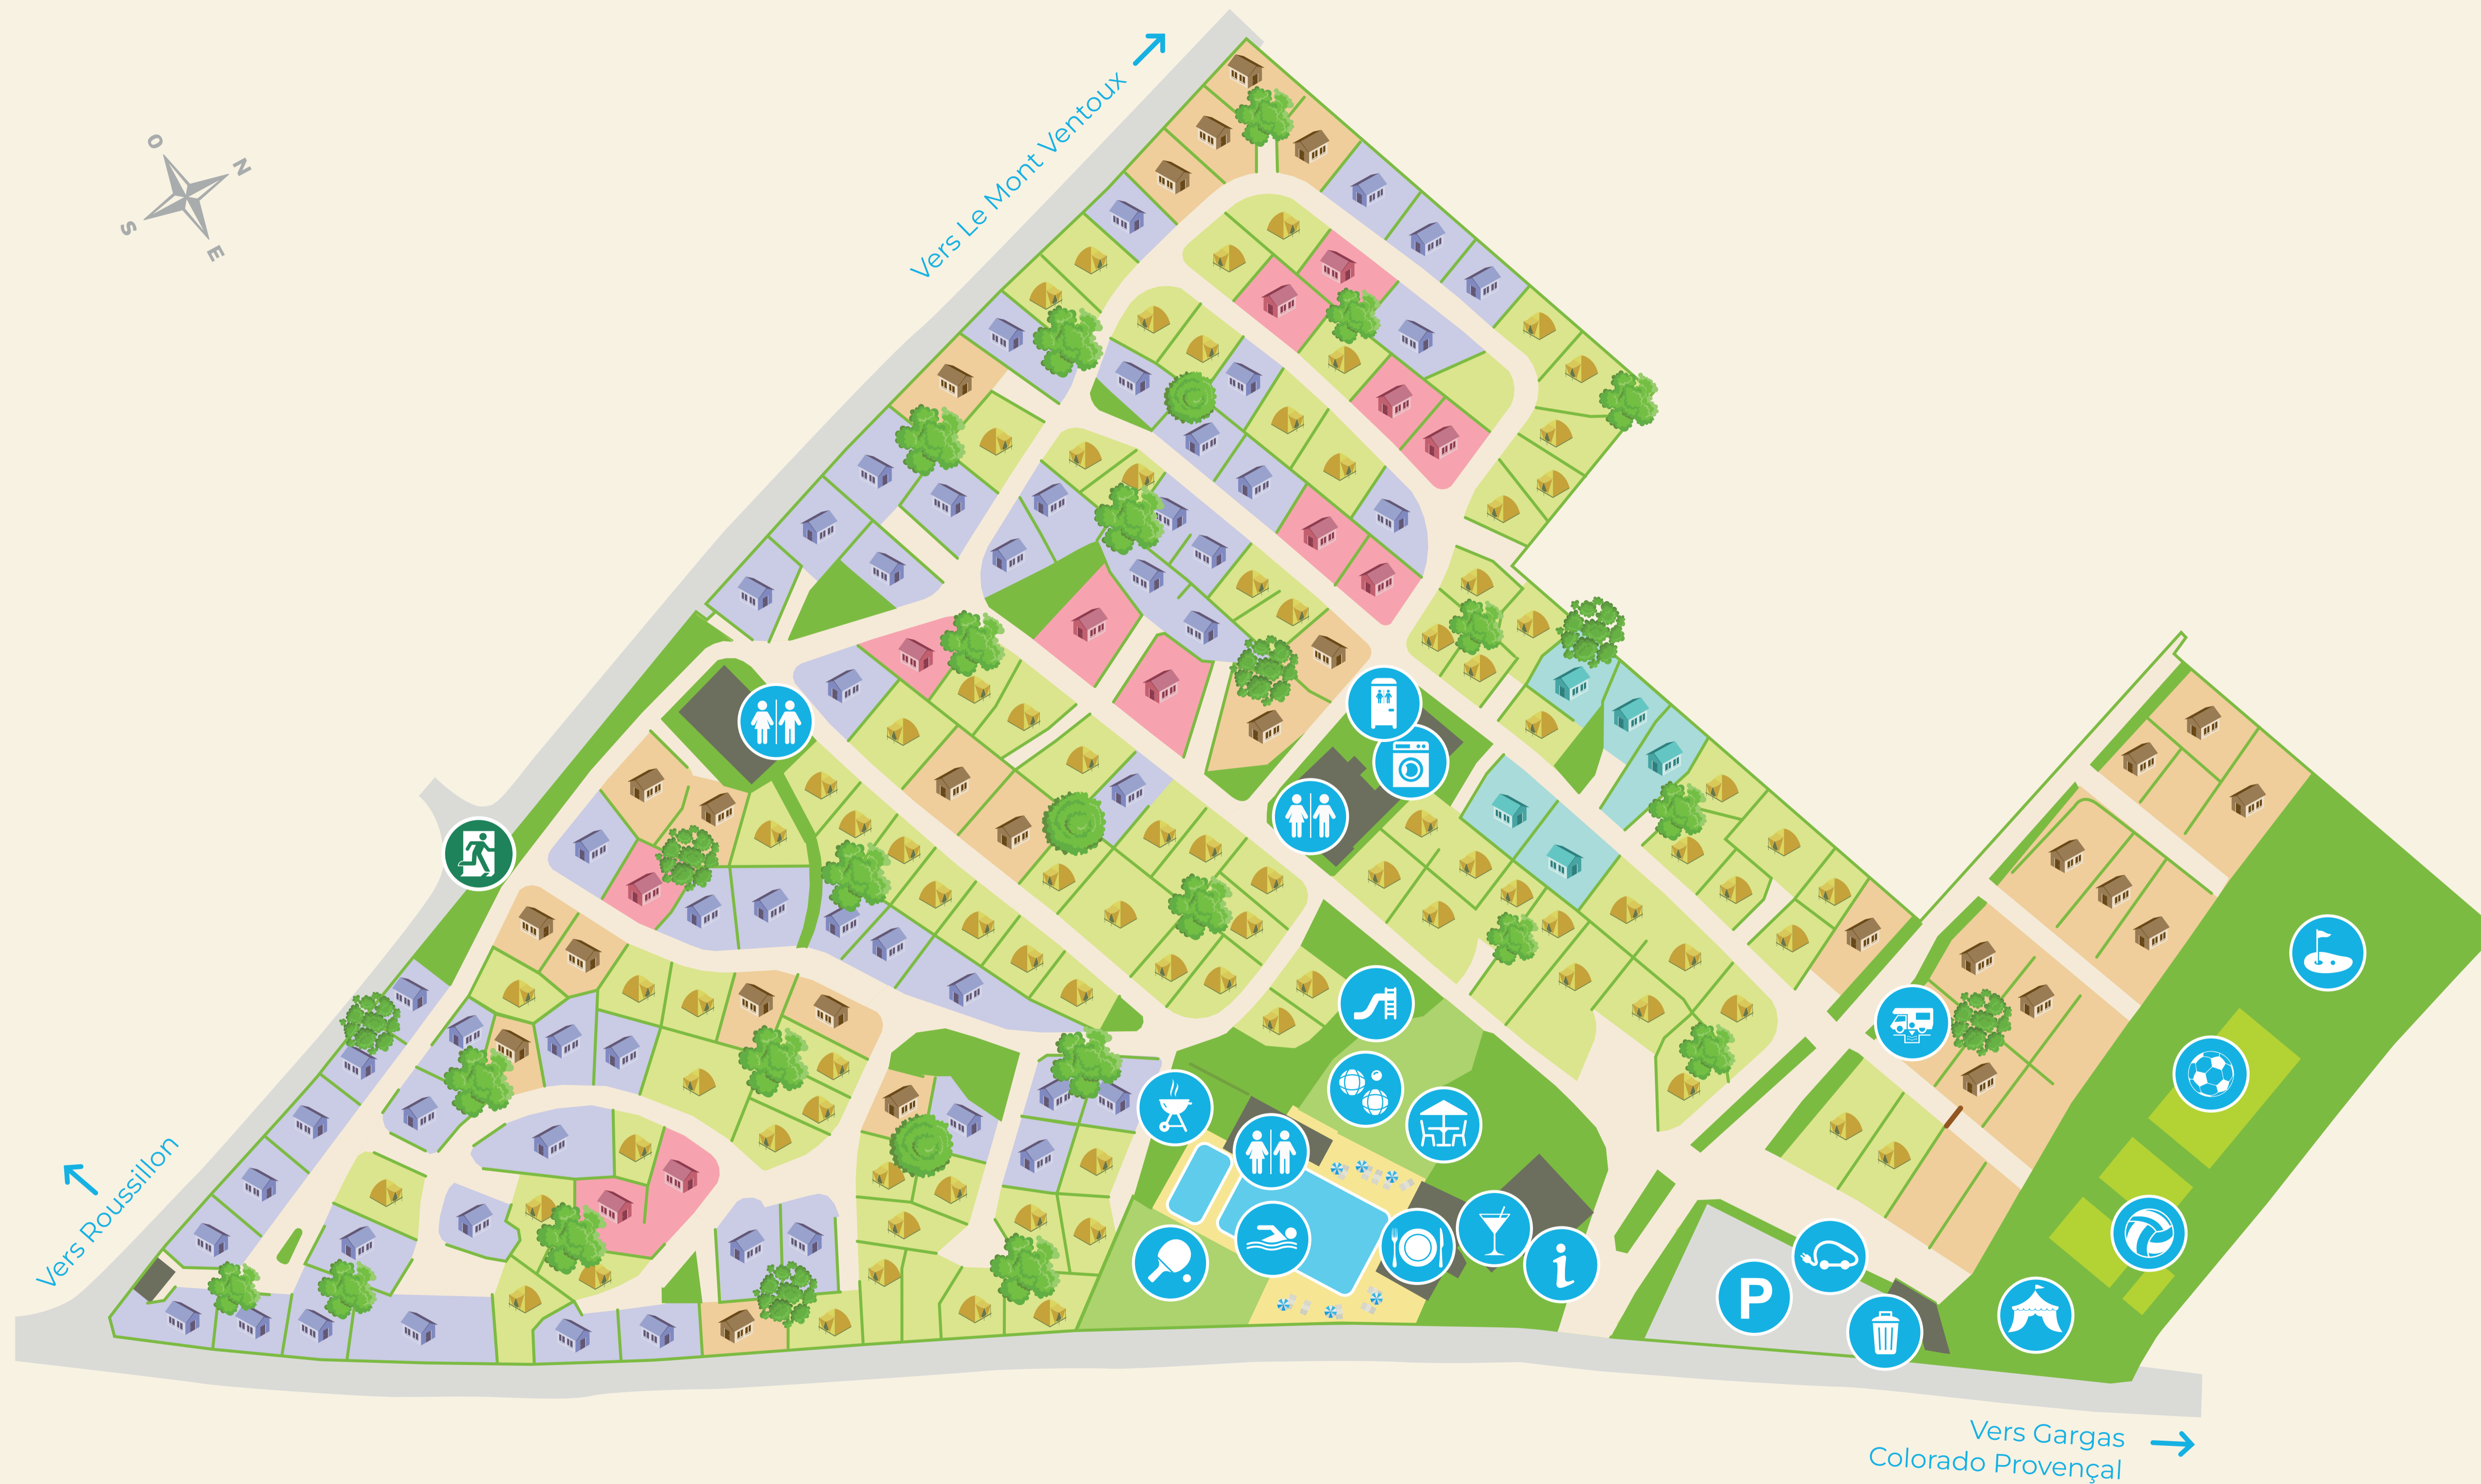 Vers Le Mont Ventoux
O
N
S
E
Vers Roussillon
P
i
Vers Gargas
Colorado Provençal